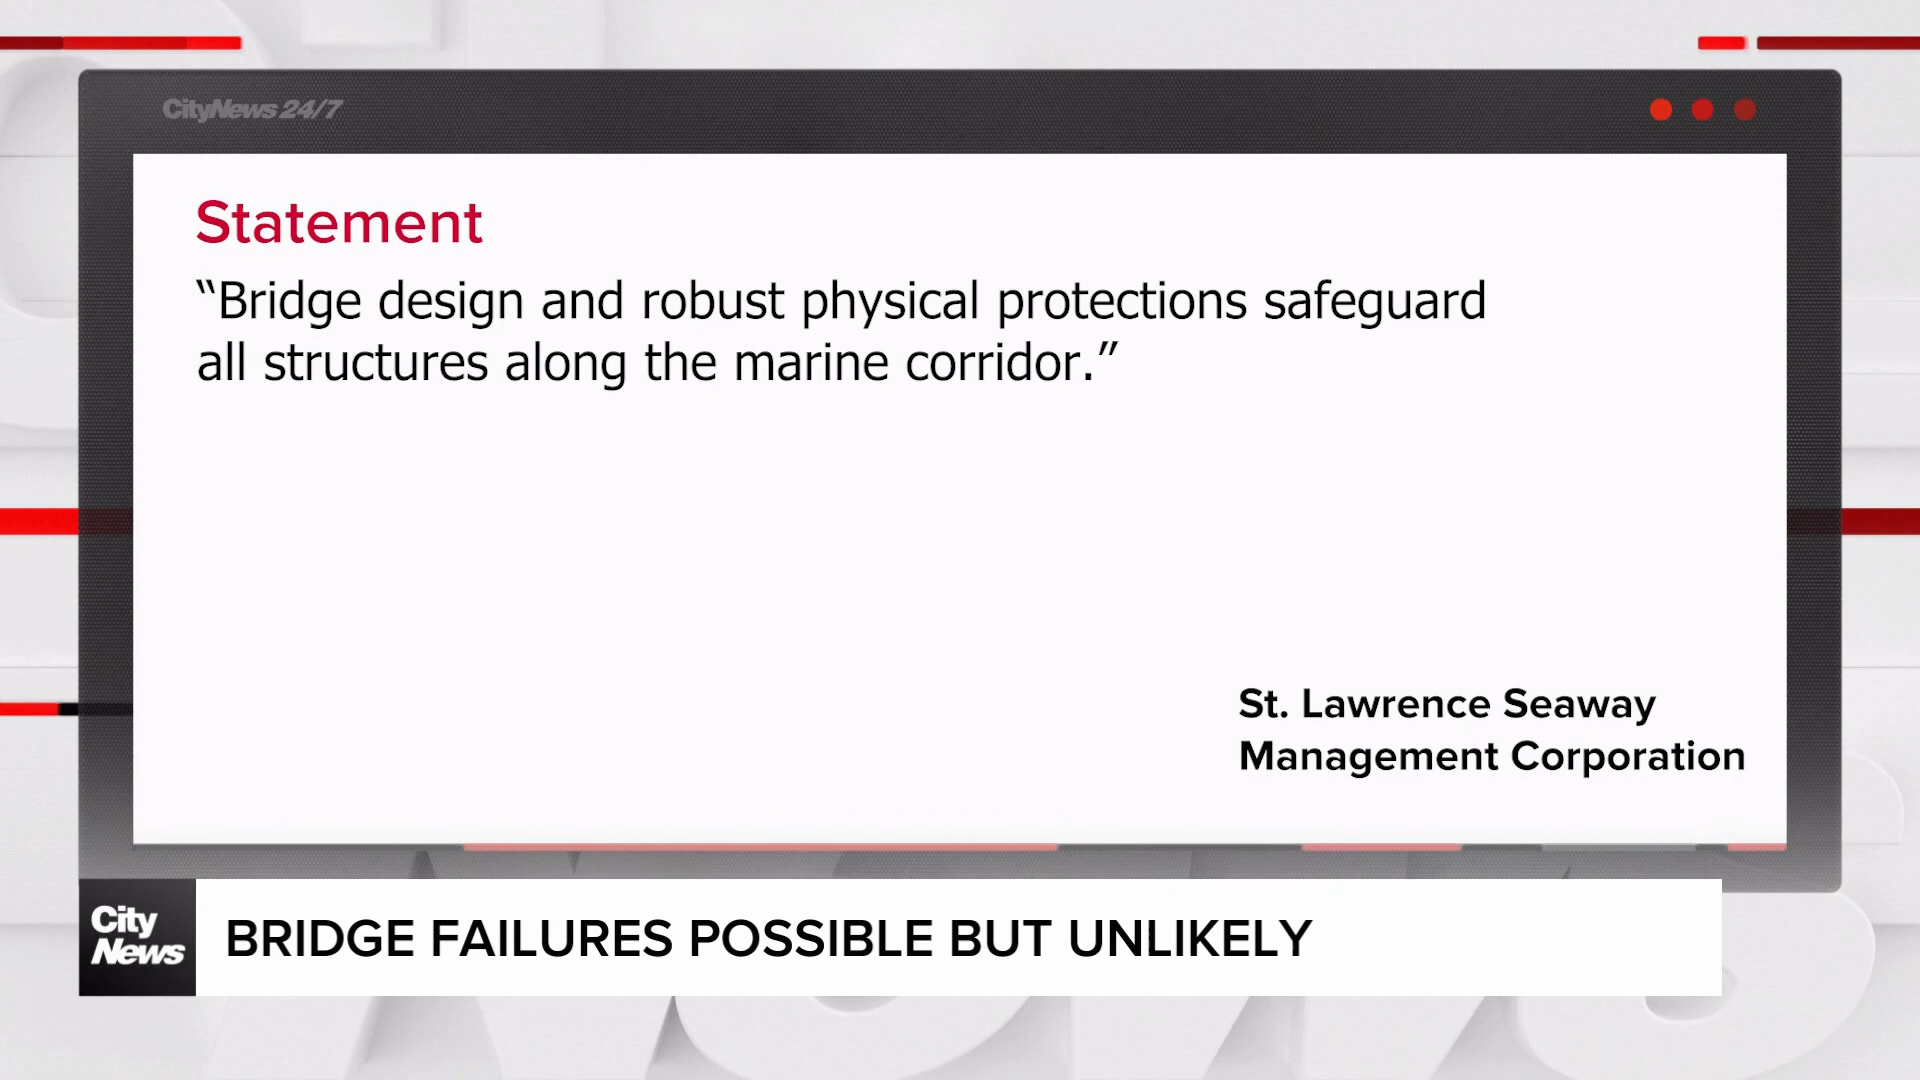 CityNews 24/7
Statement
“Bridge design and robust physical protections safeguard
all structures along the marine corridor.”
St. Lawrence Seaway
Management Corporation
City
News
BRIDGE FAILURES POSSIBLE BUT UNLIKELY